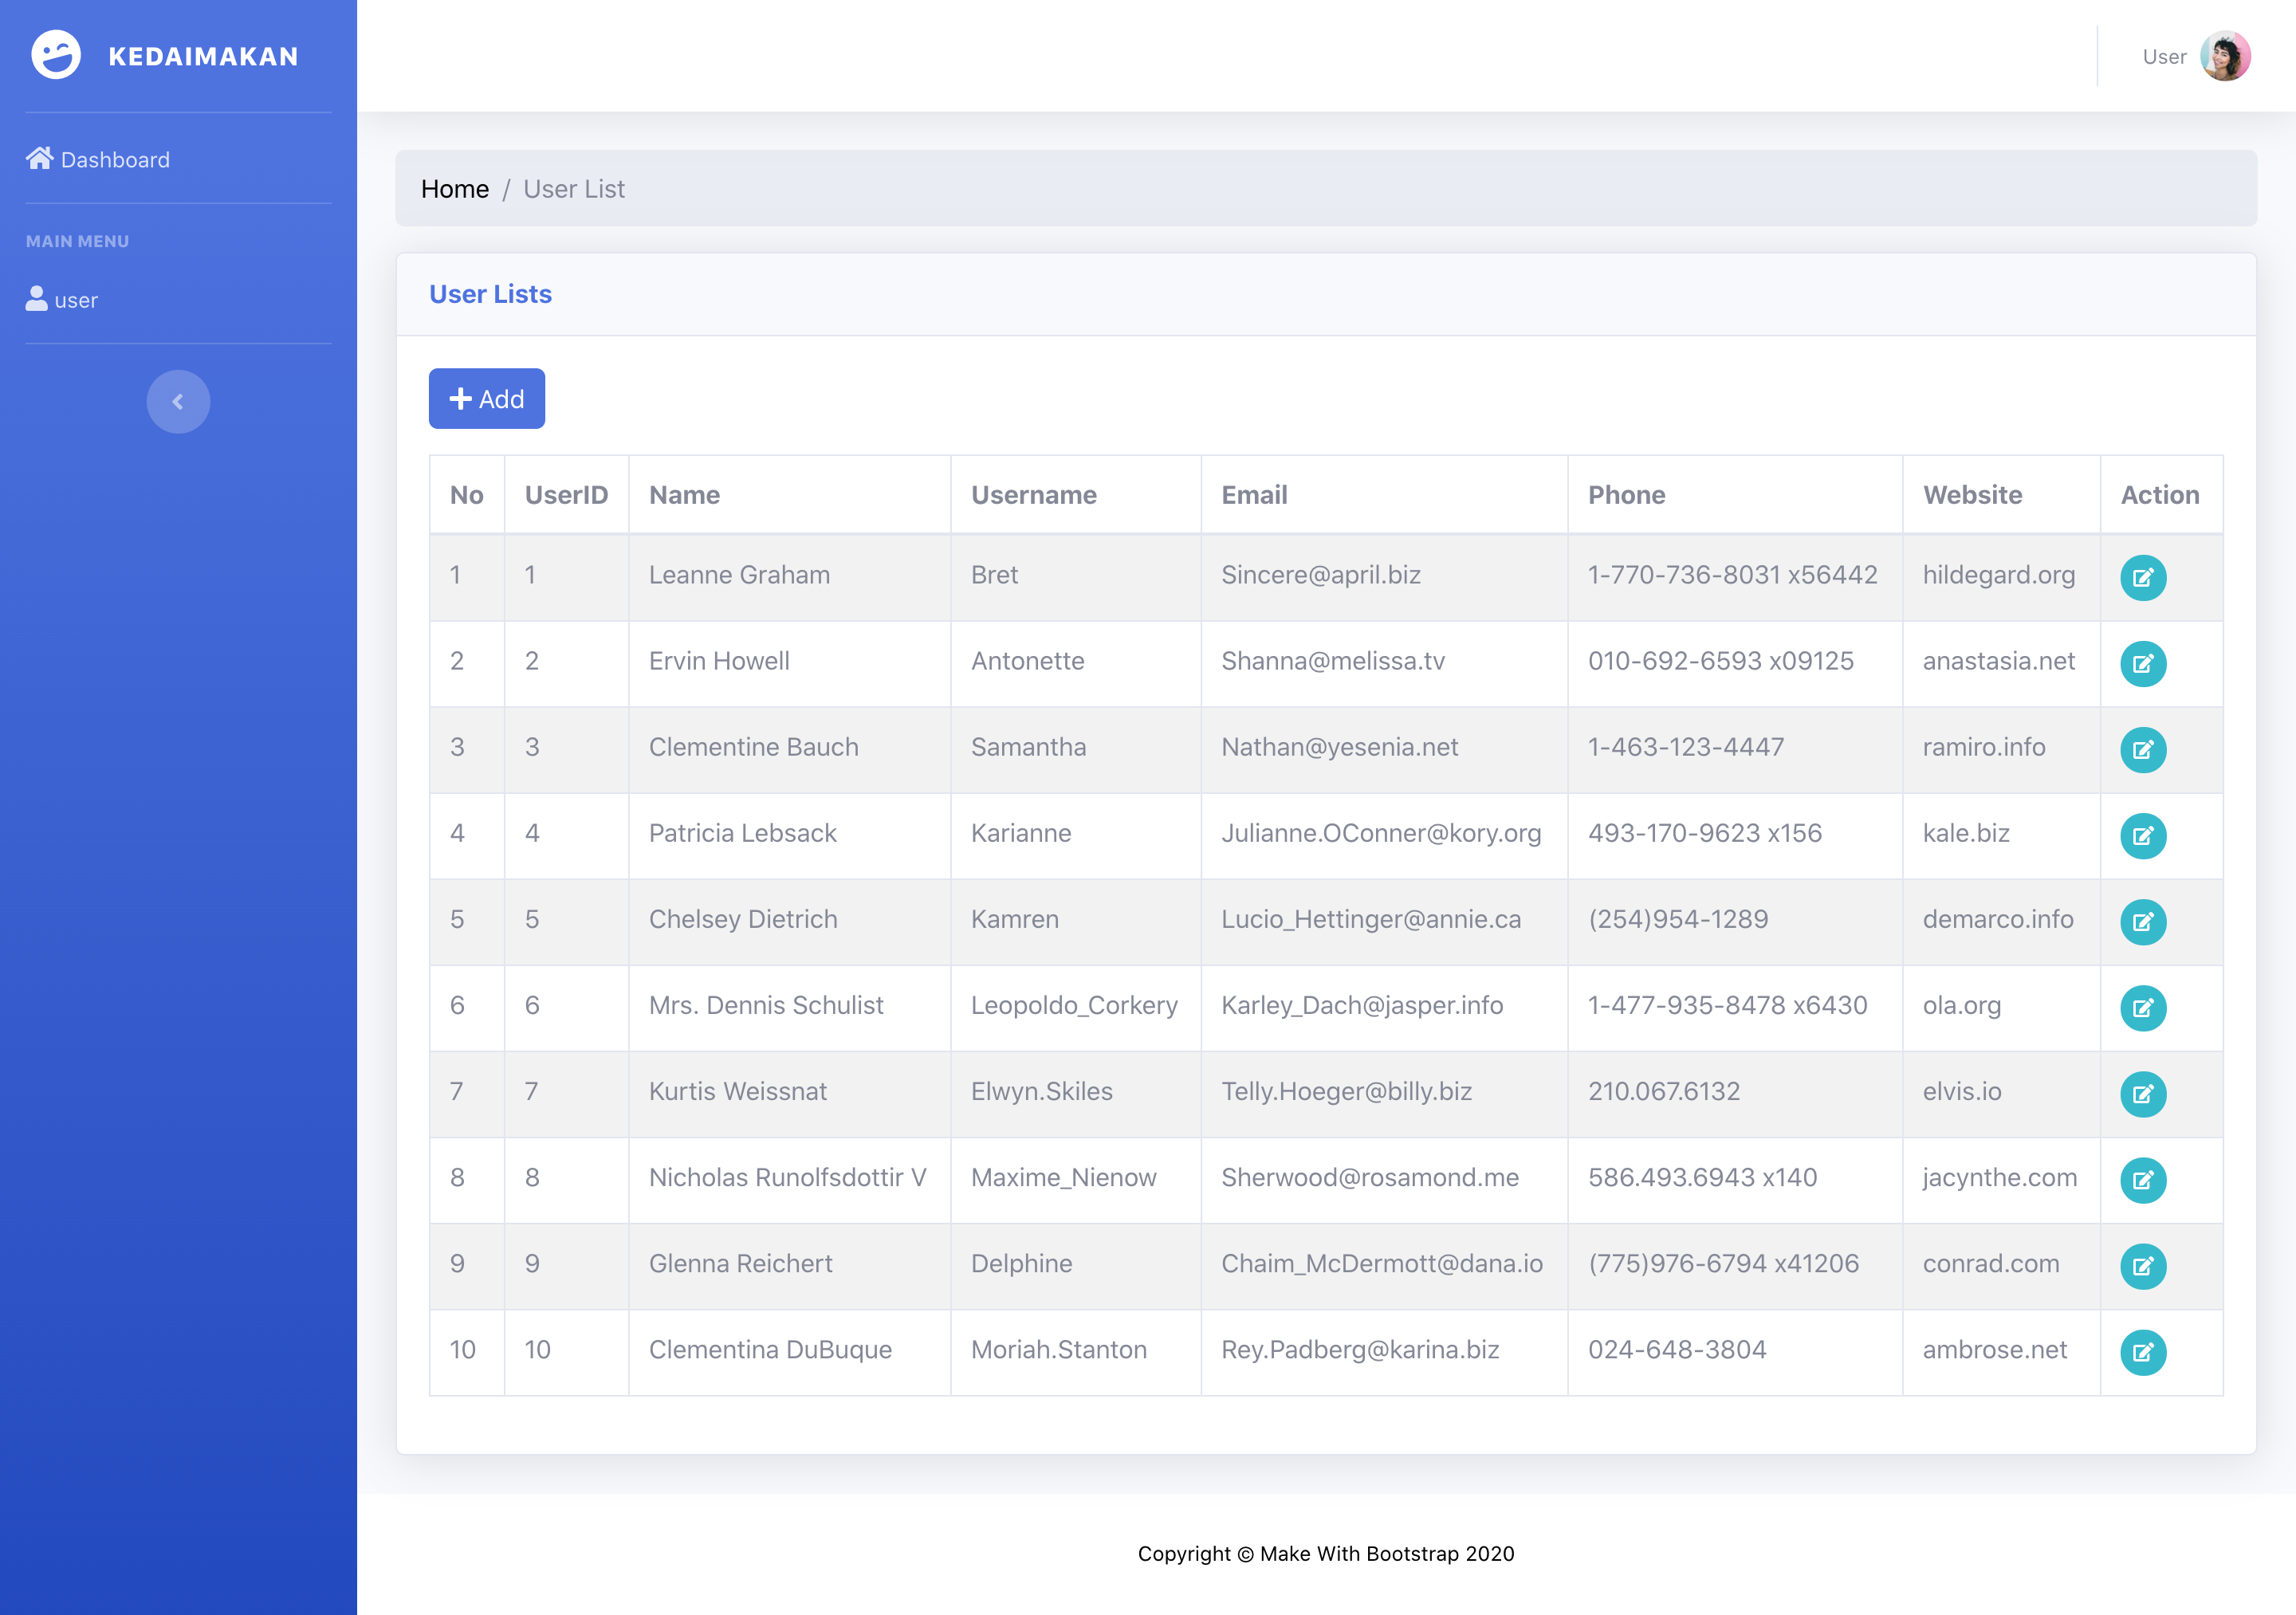 KEDAIMAKAN
User
Dashboard
MAIN MENU
user
Home / User List
User Lists
Add
No UserID Name Username Email Phone Website Action
1 1 Leanne Graham Bret Sincere@april.biz 1-770-736-8031 x56442 hildegard.org
2 2 Ervin Howell Antonette Shanna@melissa.tv 010-692-6593 x09125 anastasia.net
3 3 Clementine Bauch Samantha Nathan@yesenia.net 1-463-123-4447 ramiro.info
4 4 Patricia Lebsack Karianne Julianne.OConner@kory.org 493-170-9623 x156 kale.biz
5 5 Chelsey Dietrich Kamren Lucio_Hettinger@annie.ca (254)954-1289 demarco.info
6 6 Mrs. Dennis Schulist Leopoldo_Corkery Karley_Dach@jasper.info 1-477-935-8478 x6430 ola.org
7 7 Kurtis Weissnat Elwyn.Skiles Telly.Hoeger@billy.biz 210.067.6132 elvis.io
8 8 Nicholas Runolfsdottir V Maxime_Nienow Sherwood@rosamond.me 586.493.6943 x140 jacynthe.com
9 9 Glenna Reichert Delphine Chaim_McDermott@dana.io (775)976-6794 x41206 conrad.com
10 10 Clementina DuBuque Moriah.Stanton Rey.Padberg@karina.biz 024-648-3804 ambrose.net
Copyright © Make With Bootstrap 2020